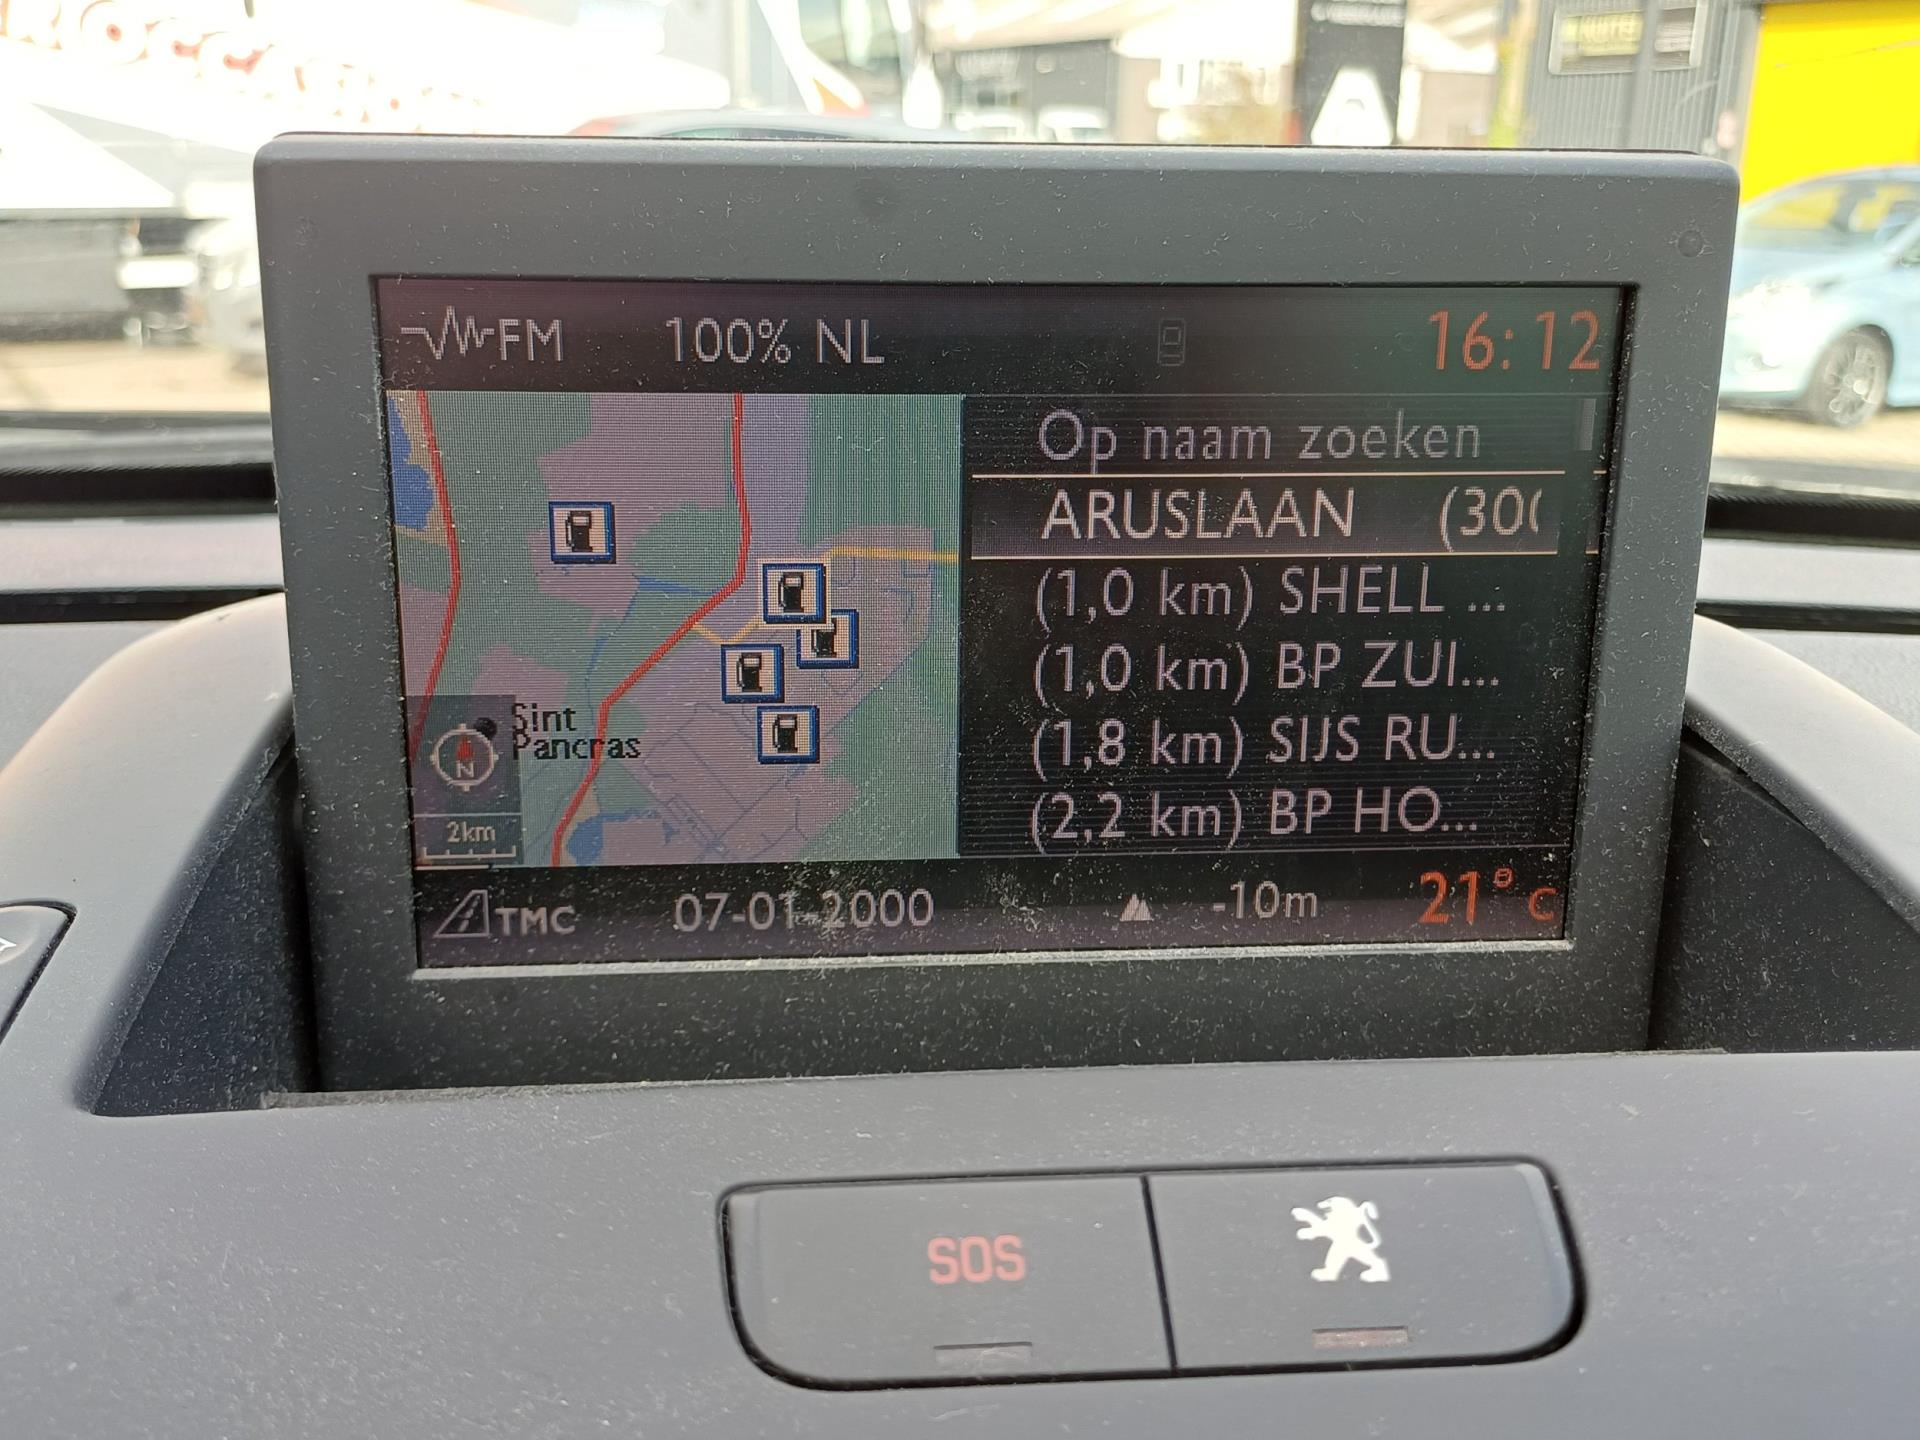 FM 100% NL 16:12
Op naam zoeken
ARUSLAAN (300
(1,0 km) SHELL ...
(1,0 km) BP ZUI...
(1,8 km) SIJS RU...
(2,2 km) BP HO...
Sint
Pancras
N
2km
TMC 07-01-2000 -10m 21° C
SOS